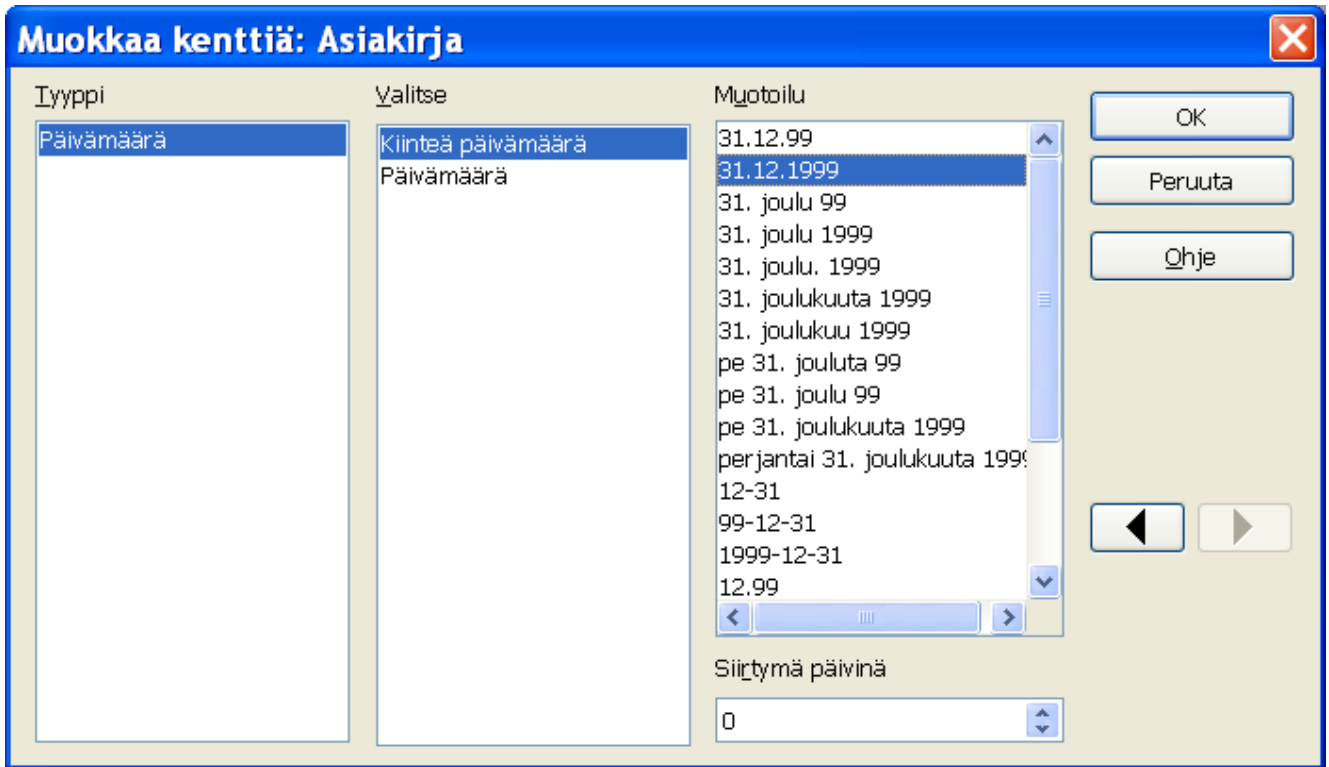 Muokkaa kenttiä: Asiakirja
Tyyppi
Päivämäärä
Valitse
Kiinteä päivämäärä
Päivämäärä
Muotoilu
31.12.99
31.12.1999
31. joulu 99
31. joulu 1999
31. joulu. 1999
31. joulukuuta 1999
31. joulukuu 1999
pe 31. jouluta 99
pe 31. joulu 99
pe 31. joulukuuta 1999
perjantai 31. joulukuuta 199
12-31
99-12-31
1999-12-31
12.99
Siirtymä päivinä
0
OK
Peruuta
Ohje